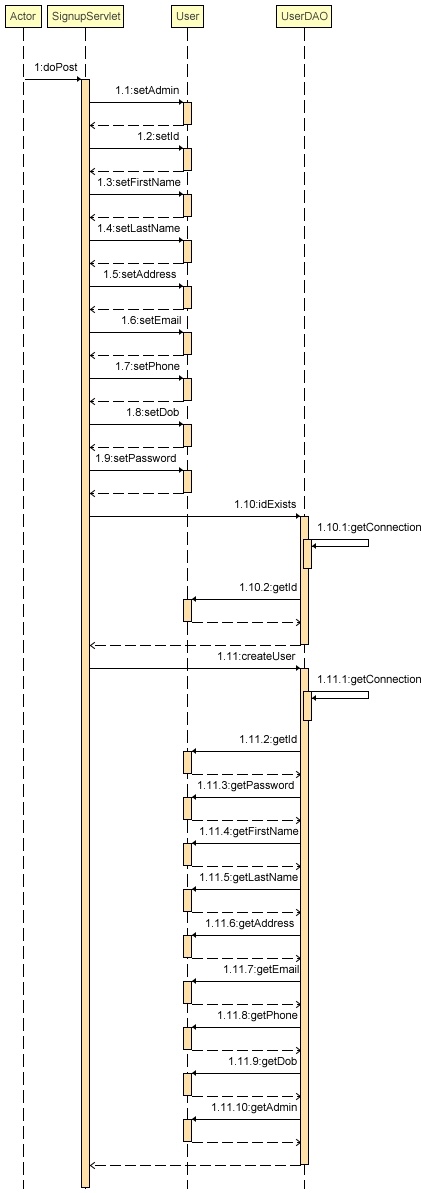 Actor SignupServlet User UserDAO
1:doPost
1.1:setAdmin
1.2:setId
1.3:setFirstName
1.4:setLastName
1.5:setAddress
1.6:setEmail
1.7:setPhone
1.8:setDob
1.9:setPassword
1.10:idExists
1.10.1:getConnection
1.10.2:getId
1.11:createUser
1.11.1:getConnection
1.11.2:getId
1.11.3:getPassword
1.11.4:getFirstName
1.11.5:getLastName
1.11.6:getAddress
1.11.7:getEmail
1.11.8:getPhone
1.11.9:getDob
1.11.10:getAdmin